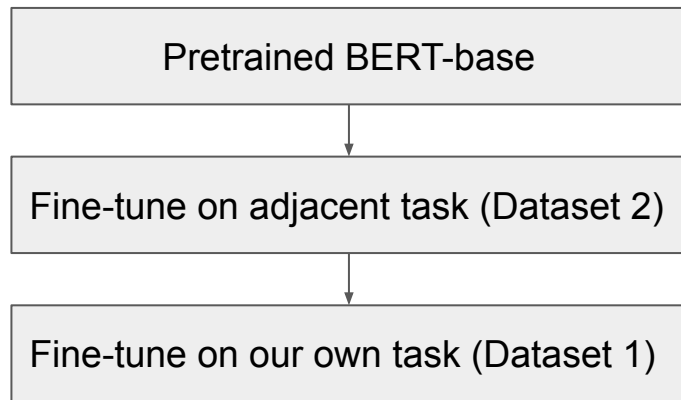 Pretrained BERT-base
Fine-tune on adjacent task (Dataset 2)
Fine-tune on our own task (Dataset 1)